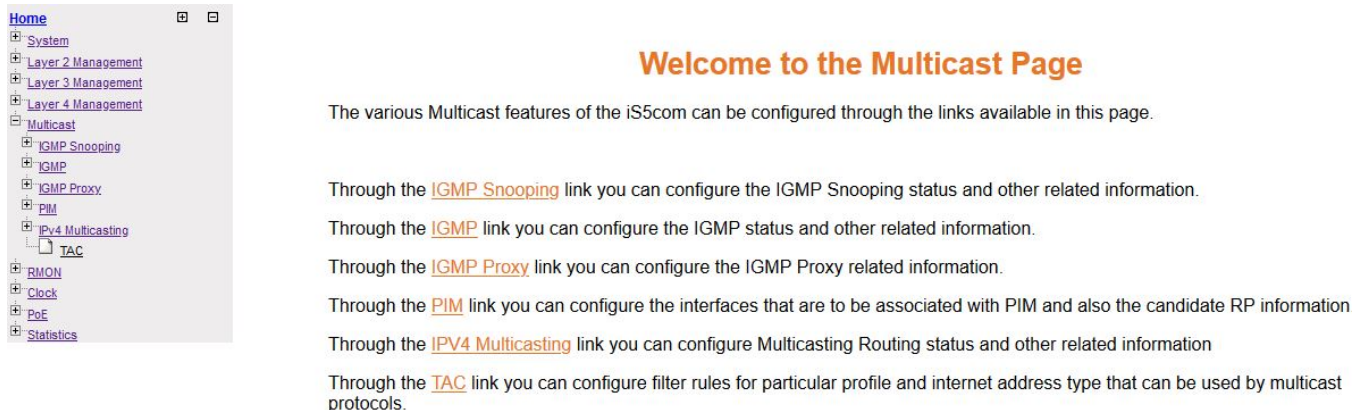 Home
System
Layer 2 Management
Layer 3 Management
Layer 4 Management
Multicast
IGMP Snooping
IGMP
IGMP Proxy
PIM
IPv4 Multicasting
TAC
RMON
Clock
PoE
Statistics
Welcome to the Multicast Page
The various Multicast features of the iS5com can be configured through the links available in this page.
Through the IGMP Snooping link you can configure the IGMP Snooping status and other related information.
Through the IGMP link you can configure the IGMP status and other related information.
Through the IGMP Proxy link you can configure the IGMP Proxy related information.
Through the PIM link you can configure the interfaces that are to be associated with PIM and also the candidate RP information
Through the IPV4 Multicasting link you can configure Multicasting Routing status and other related information
Through the TAC link you can configure filter rules for particular profile and internet address type that can be used by multicast
protocols.